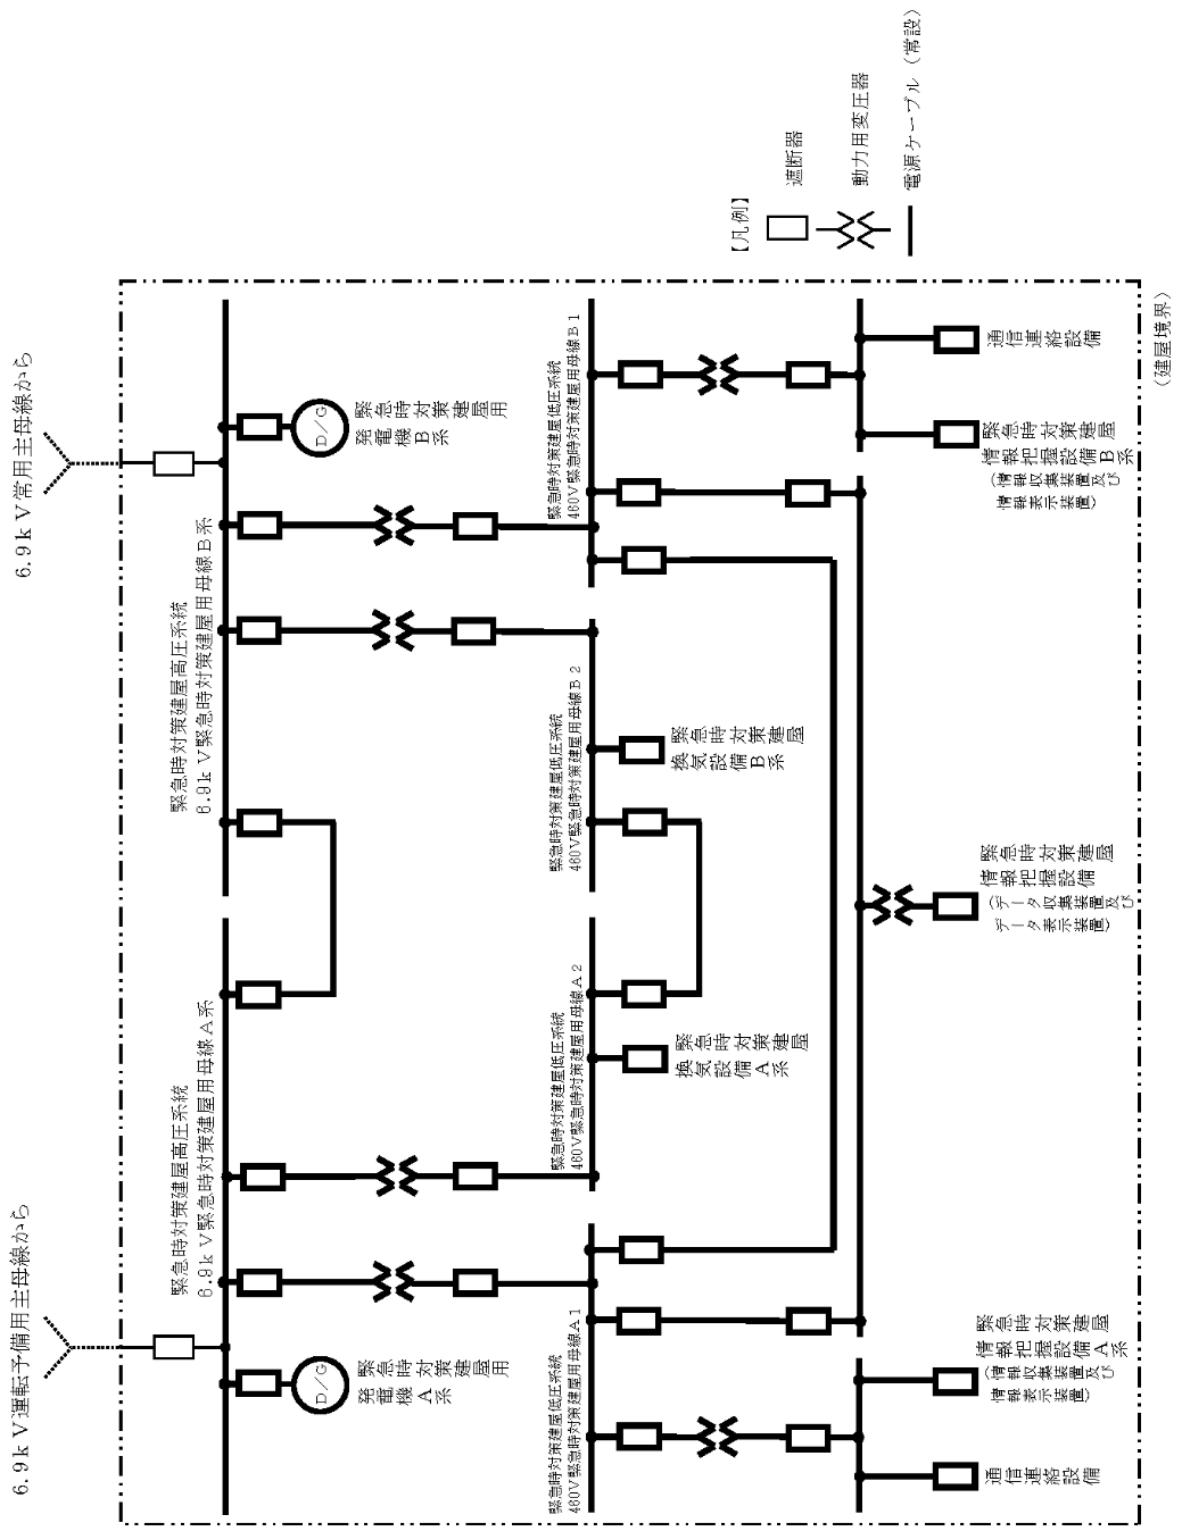 6.9kV運転予備用主母線から
6.9kV常用主母線から
緊急時対策建屋高圧系統
6.9kV緊急時対策建屋用母線A系
緊急時対策建屋高圧系統
6.9kV緊急時対策建屋用母線B系
D/G
緊急時対策建屋用
発電機A系
D/G
緊急時対策建屋用
発電機B系
緊急時対策建屋低圧系統
460V緊急時対策建屋用母線A1
緊急時対策建屋低圧系統
460V緊急時対策建屋用母線A2
緊急時対策建屋低圧系統
460V緊急時対策建屋用母線B2
緊急時対策建屋低圧系統
460V緊急時対策建屋用母線B1
緊急時対策建屋
換気設備A系
緊急時対策建屋
換気設備B系
通信連絡設備
緊急時対策建屋
情報把握設備A系
(情報収集装置及び
情報表示装置)
緊急時対策建屋
情報把握設備
(データ収集装置及び
データ表示装置)
緊急時対策建屋
情報把握設備B系
(情報収集装置及び
情報表示装置)
通信連絡設備
(建屋境界)
【凡例】
遮断器
動力用変圧器
電源ケーブル(常設)